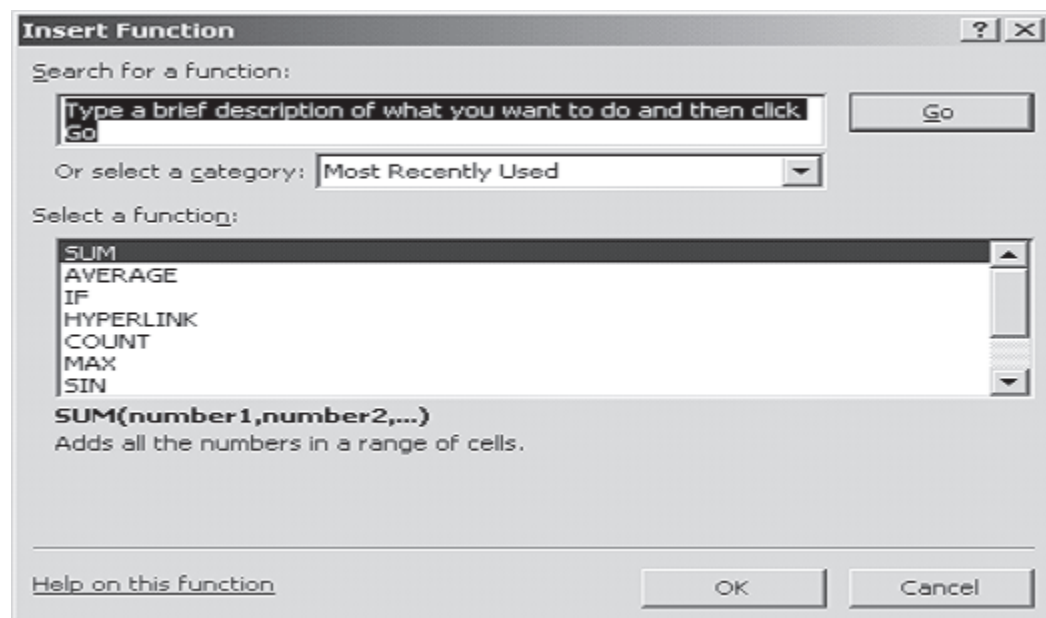 Insert Function
Search for a function:
Type a brief description of what you want to do and then click
Go
Go
Or select a category: Most Recently Used
Select a function:
SUM
AVERAGE
IF
HYPERLINK
COUNT
MAX
SIN
SUM(number1,number2,...)
Adds all the numbers in a range of cells.
Help on this function
OK
Cancel